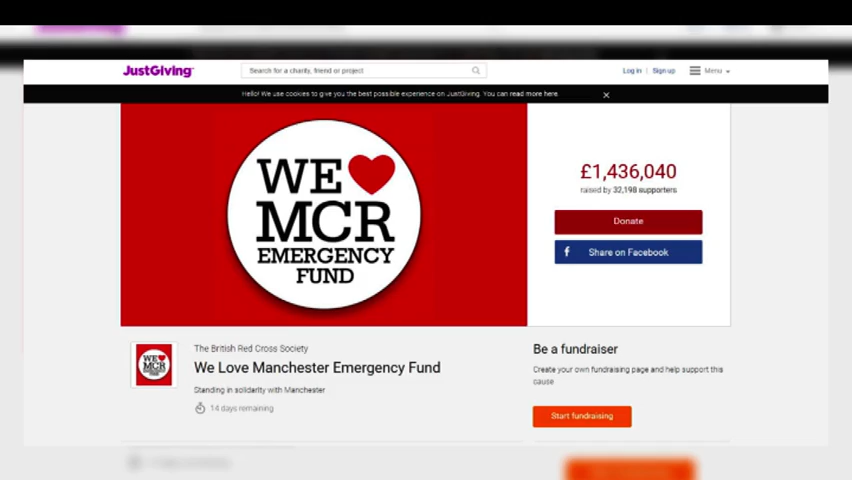 JustGiving
Search for a charity, friend or project
Log in | Sign up
Menu
Hello! We use cookies to give you the best possible experience on JustGiving. You can read more here.
WE
MCR
EMERGENCY
FUND
£1,436,040
raised by 32,198 supporters
Donate
f Share on Facebook
WE
MCR
EMERGENCY
FUND
The British Red Cross Society
We Love Manchester Emergency Fund
Standing in solidarity with Manchester
14 days remaining
Be a fundraiser
Create your own fundraising page and help support this
cause
Start fundraising